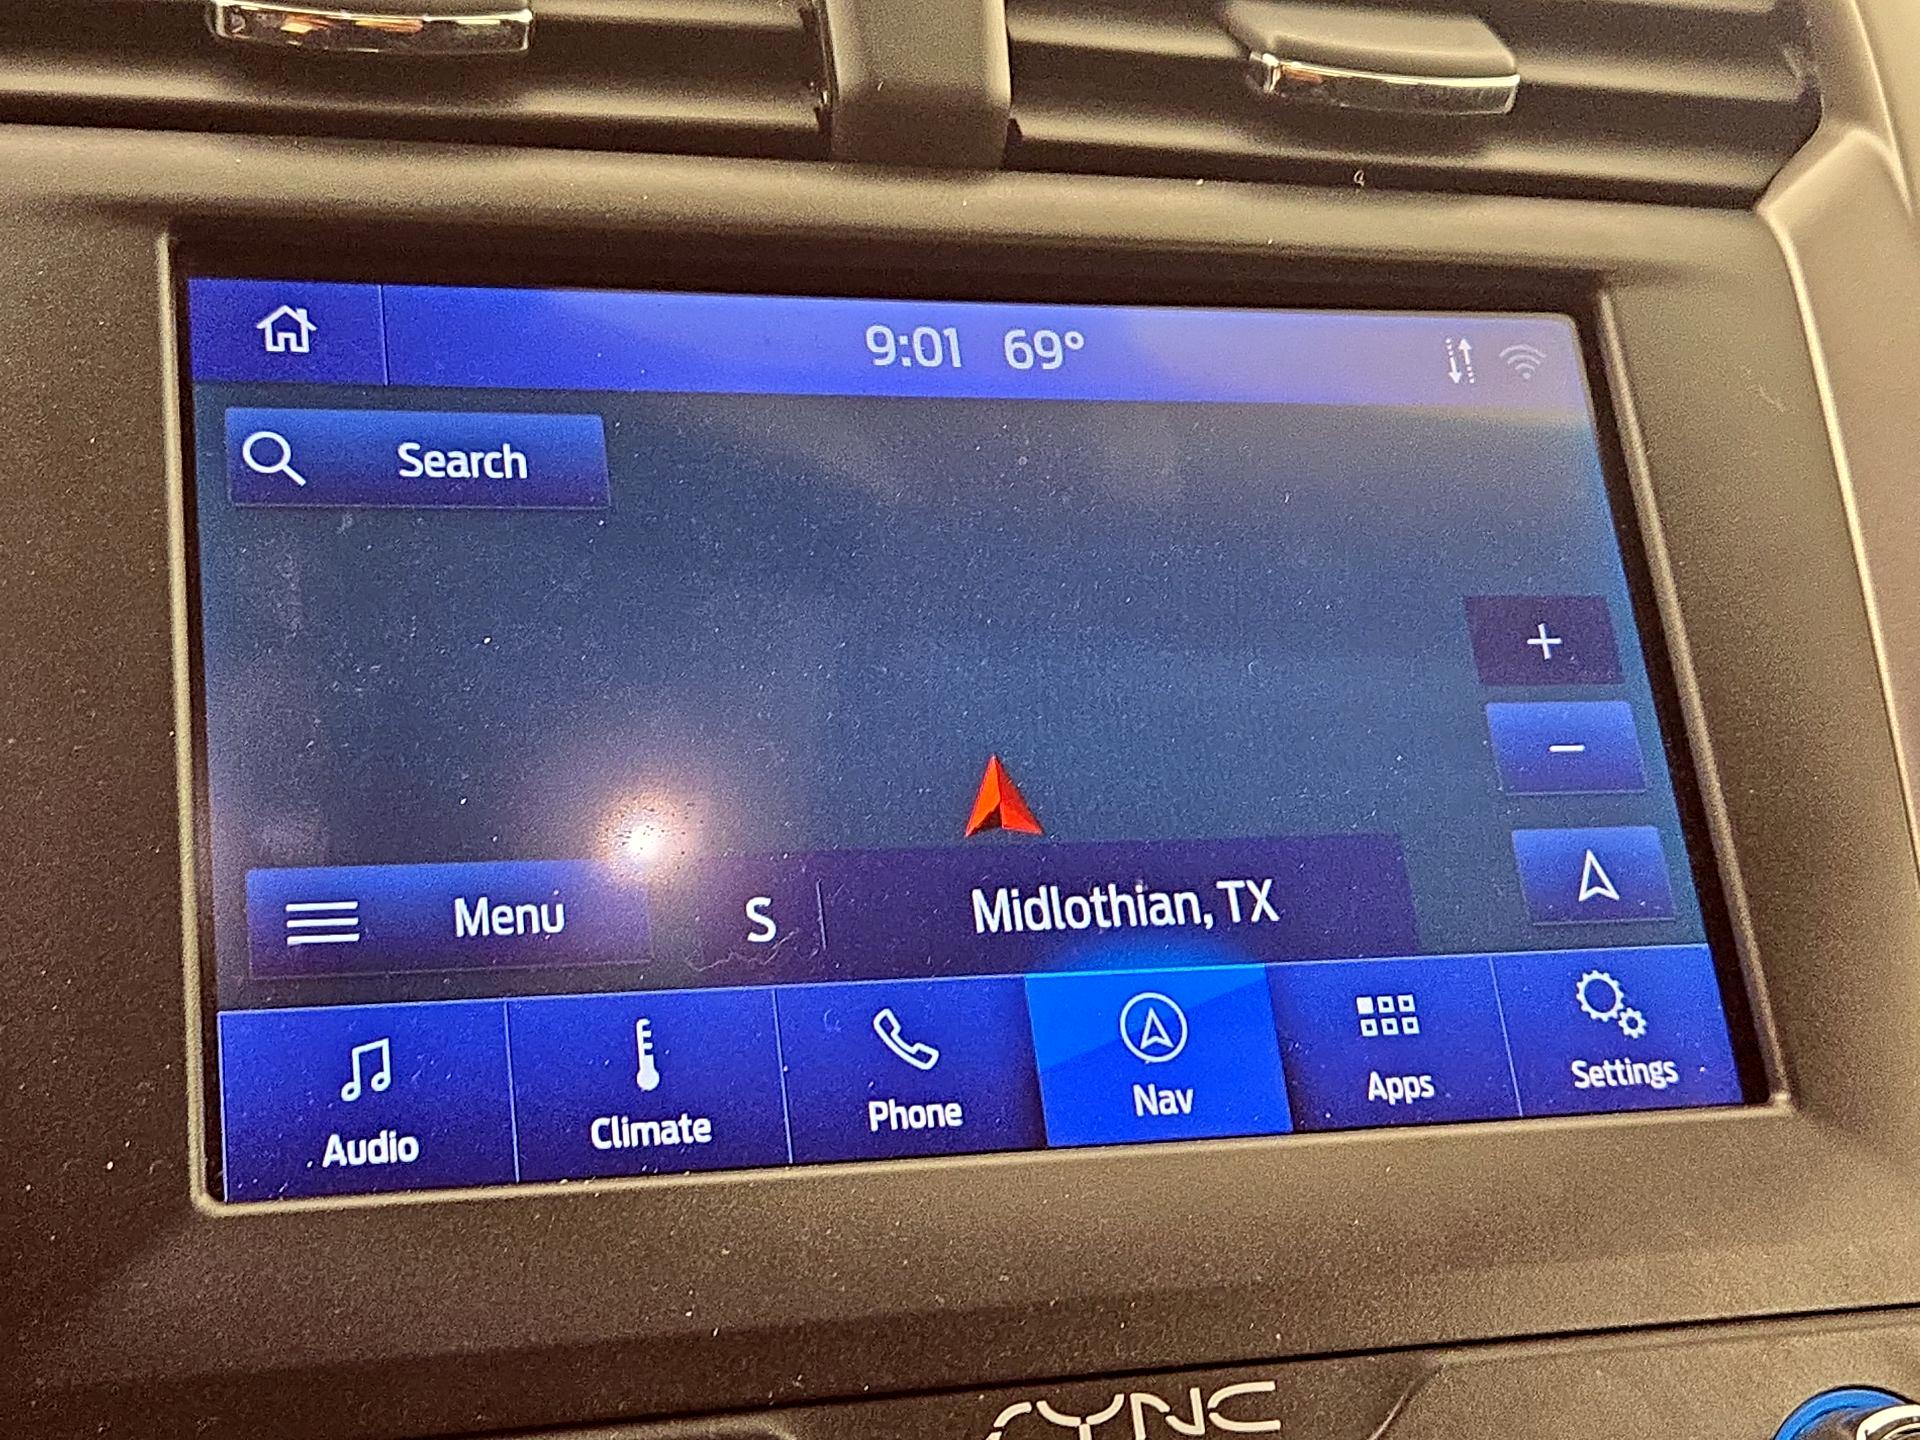 9:01 69°
Search
+
−
Menu S Midlothian, TX
Audio Climate Phone Nav Apps Settings
SYNC